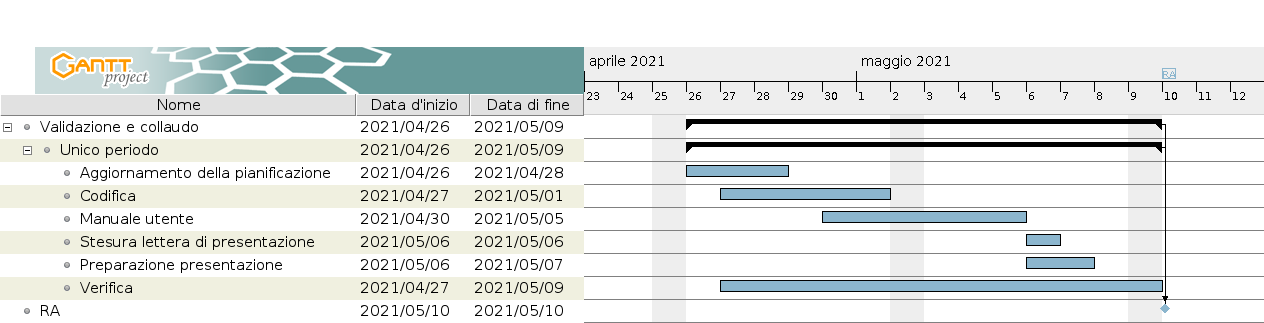 GANTT
project
aprile 2021 maggio 2021
RA
23 24 25 26 27 28 29 30 1 2 3 4 5 6 7 8 9 10 11 12
Nome Data d'inizio Data di fine
Validazione e collaudo 2021/04/26 2021/05/09
Unico periodo 2021/04/26 2021/05/09
Aggiornamento della pianificazione 2021/04/26 2021/04/28
Codifica 2021/04/27 2021/05/01
Manuale utente 2021/04/30 2021/05/05
Stesura lettera di presentazione 2021/05/06 2021/05/06
Preparazione presentazione 2021/05/06 2021/05/07
Verifica 2021/04/27 2021/05/09
RA 2021/05/10 2021/05/10